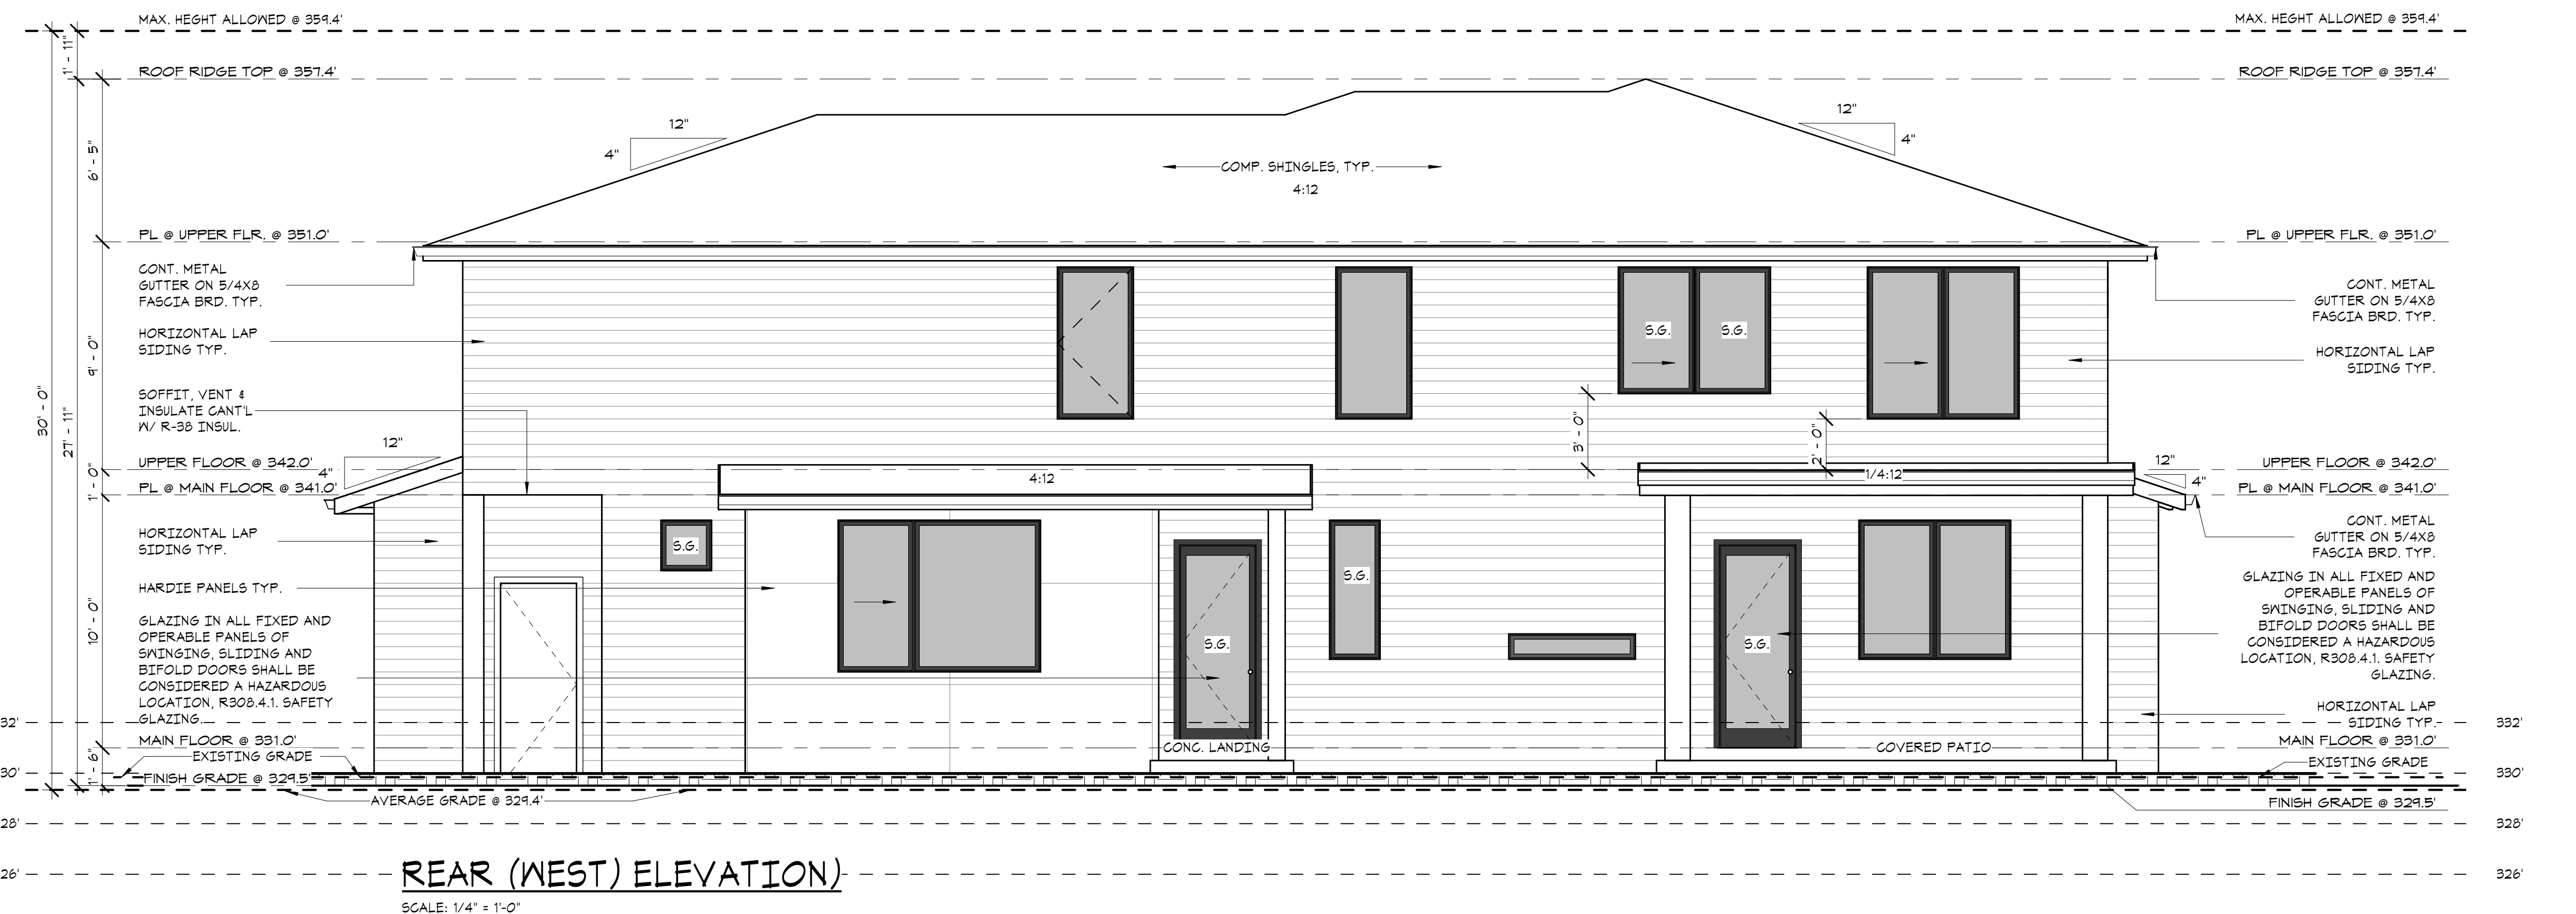 MAX. HEGHT ALLOWED @ 359.4'
MAX. HEGHT ALLOWED @ 359.4'
1' - 11"
ROOF RIDGE TOP @ 357.4'
ROOF RIDGE TOP @ 357.4'
12"
4"
12"
4"
6' - 5"
COMP. SHINGLES, TYP.
4:12
PL @ UPPER FLR. @ 351.0'
PL @ UPPER FLR. @ 351.0'
CONT. METAL
GUTTER ON 5/4X8
FASCIA BRD. TYP.
CONT. METAL
GUTTER ON 5/4X8
FASCIA BRD. TYP.
HORIZONTAL LAP
SIDING TYP.
S.G.
S.G.
HORIZONTAL LAP
SIDING TYP.
9' - 0"
30' - 0"
27' - 11"
SOFFIT, VENT &
INSULATE CANT'L
W/ R-38 INSUL.
3' - 0"
2' - 0"
12"
4"
12"
4"
UPPER FLOOR @ 342.0'
UPPER FLOOR @ 342.0'
1' - 0"
4:12
1/4:12
PL @ MAIN FLOOR @ 341.0'
PL @ MAIN FLOOR @ 341.0'
HORIZONTAL LAP
SIDING TYP.
CONT. METAL
GUTTER ON 5/4X8
FASCIA BRD. TYP.
S.G.
S.G.
S.G.
S.G.
HARDIE PANELS TYP.
10' - 0"
GLAZING IN ALL FIXED AND
OPERABLE PANELS OF
SWINGING, SLIDING AND
BIFOLD DOORS SHALL BE
CONSIDERED A HAZARDOUS
LOCATION, R308.4.1. SAFETY
GLAZING.
GLAZING IN ALL FIXED AND
OPERABLE PANELS OF
SWINGING, SLIDING AND
BIFOLD DOORS SHALL BE
CONSIDERED A HAZARDOUS
LOCATION, R308.4.1. SAFETY
GLAZING.
HORIZONTAL LAP
SIDING TYP.
32'
332'
MAIN FLOOR @ 331.0'
CONC. LANDING
COVERED PATIO
MAIN FLOOR @ 331.0'
EXISTING GRADE
EXISTING GRADE
1' - 6"
30'
330'
FINISH GRADE @ 329.5'
AVERAGE GRADE @ 329.4'
FINISH GRADE @ 329.5'
28'
328'
26'
326'
REAR (WEST) ELEVATION)
SCALE: 1/4" = 1'-0"